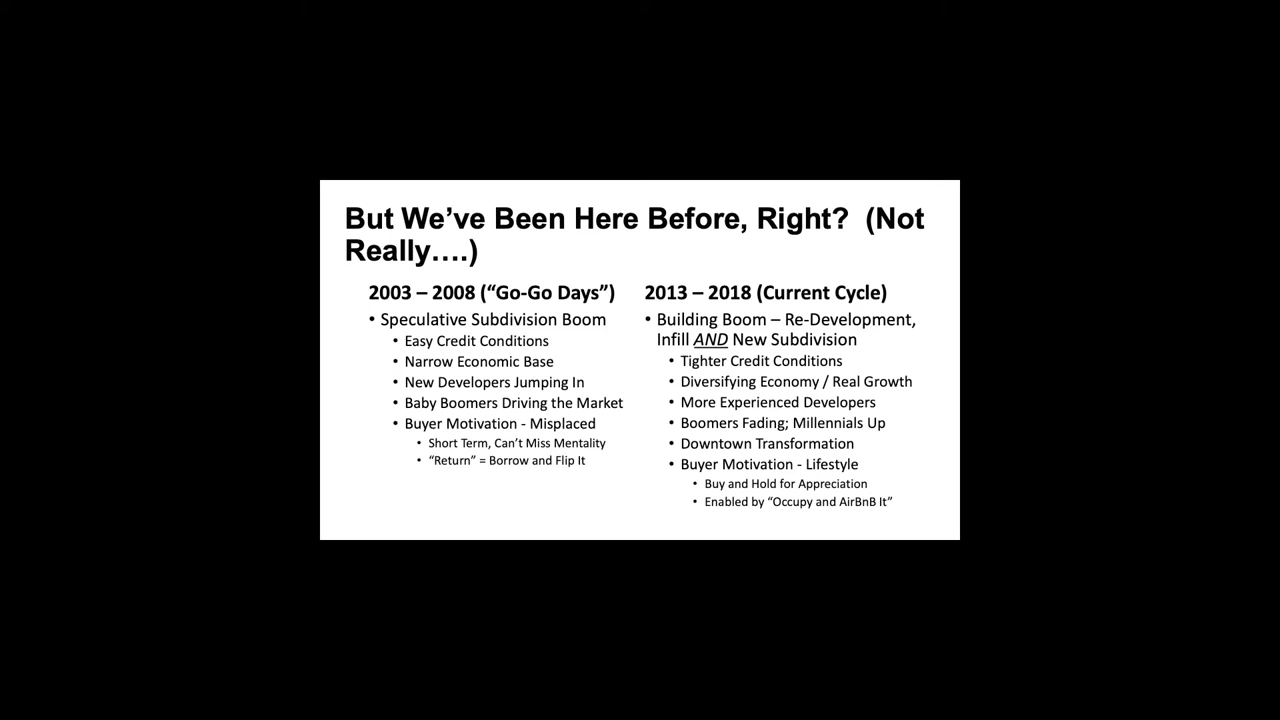 But We’ve Been Here Before, Right?  (Not
Really….)
2003 – 2008 (“Go-Go Days”)
• Speculative Subdivision Boom
• Easy Credit Conditions
• Narrow Economic Base
• New Developers Jumping In
• Baby Boomers Driving the Market
• Buyer Motivation - Misplaced
• Short Term, Can’t Miss Mentality
• “Return” = Borrow and Flip It
2013 – 2018 (Current Cycle)
• Building Boom – Re-Development,
Infill AND New Subdivision
• Tighter Credit Conditions
• Diversifying Economy / Real Growth
• More Experienced Developers
• Boomers Fading; Millennials Up
• Downtown Transformation
• Buyer Motivation - Lifestyle
• Buy and Hold for Appreciation
• Enabled by “Occupy and AirBnB It”